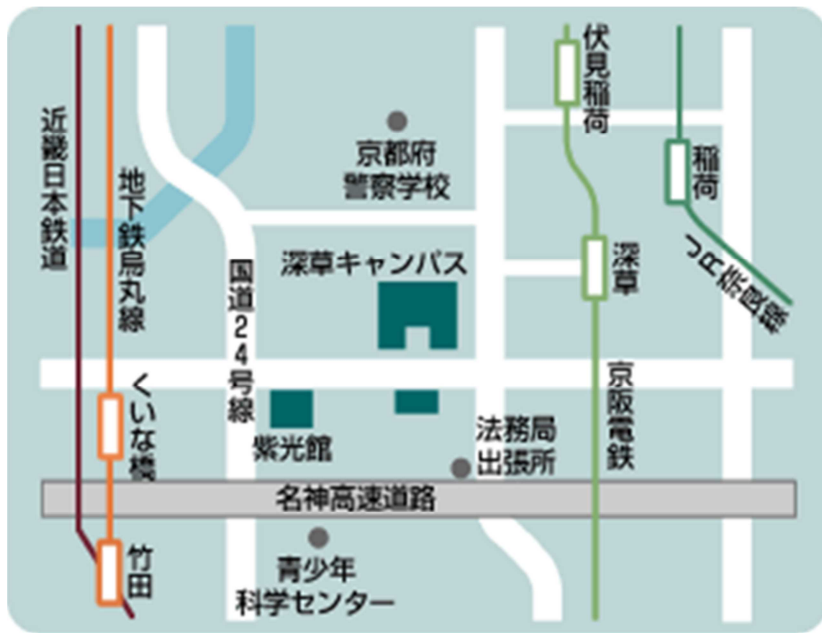 伏見稲荷
近畿日本鉄道
京都府
警察学校
稲荷
地下鉄烏丸線
深草キャンパス
深草
JR奈良線
国道24号線
くいな橋
京阪電鉄
紫光館
法務局
出張所
名神高速道路
竹田
青少年
科学センター